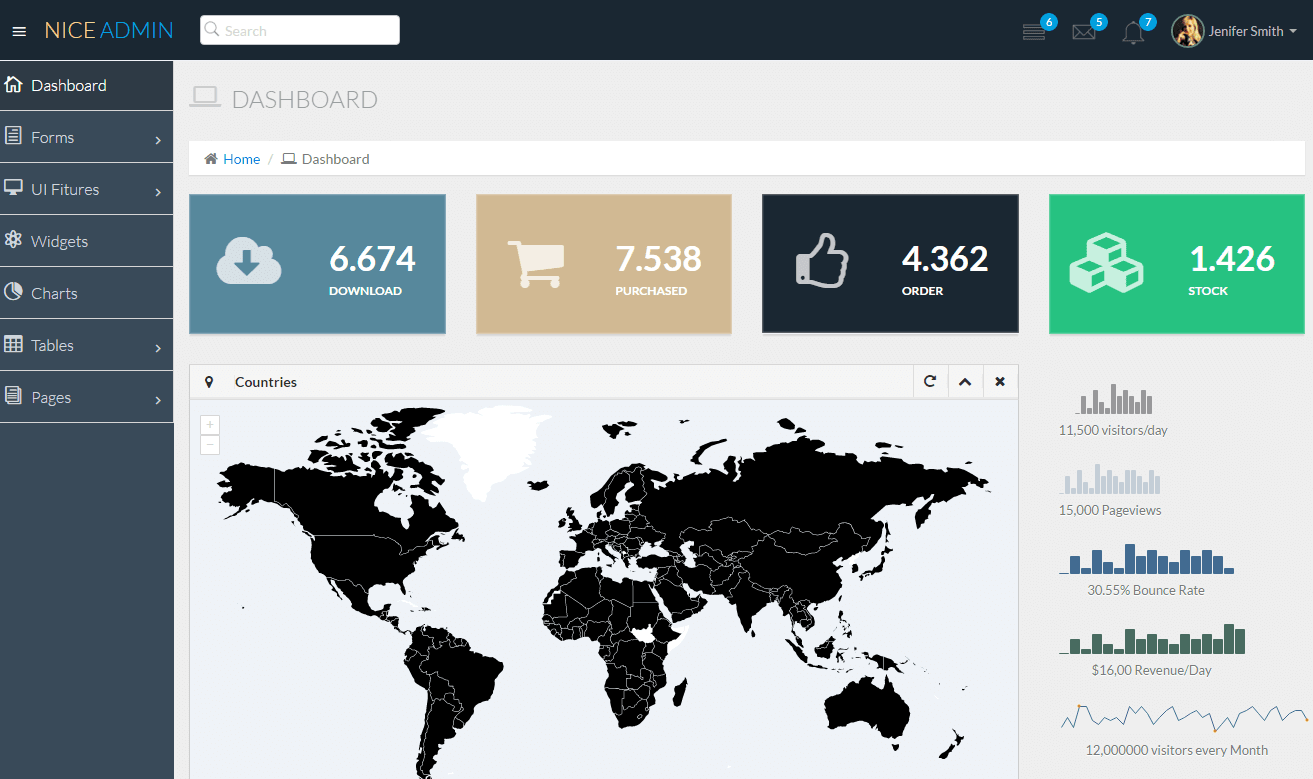 NICE ADMIN
Search
6
5
7
Jenifer Smith
Dashboard
Forms
UI Fitures
Widgets
Charts
Tables
Pages
DASHBOARD
Home / Dashboard
6.674
DOWNLOAD
7.538
PURCHASED
4.362
ORDER
1.426
STOCK
Countries
+
−
11,500 visitors/day
15,000 Pageviews
30.55% Bounce Rate
$16,00 Revenue/Day
12,000000 visitors every Month